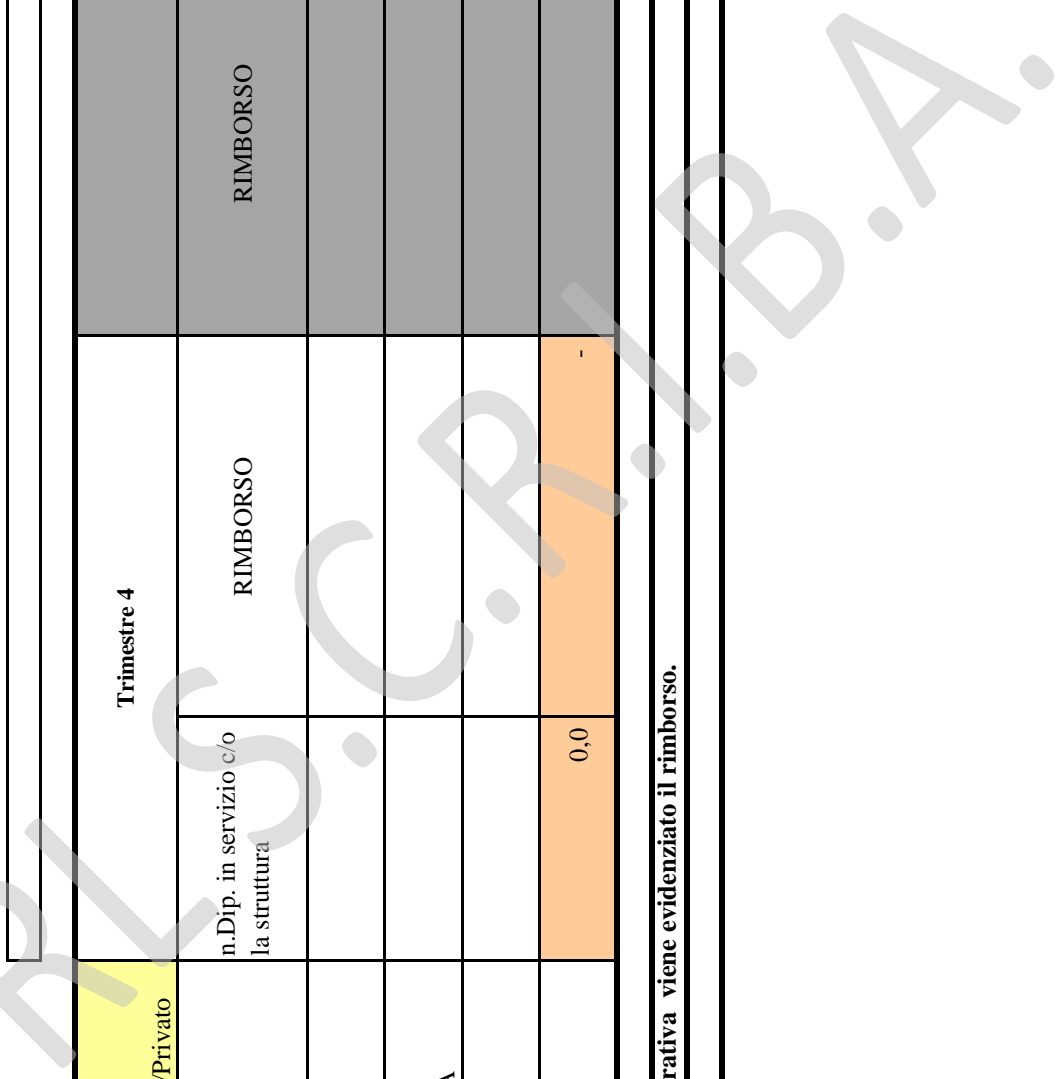 /Privato
Trimestre 4
n.Dip. in servizio c/o
la struttura
RIMBORSO
RIMBORSO
A
0,0
-
rativa viene evidenziato il rimborso.
RLS.C.R.I.B.A.